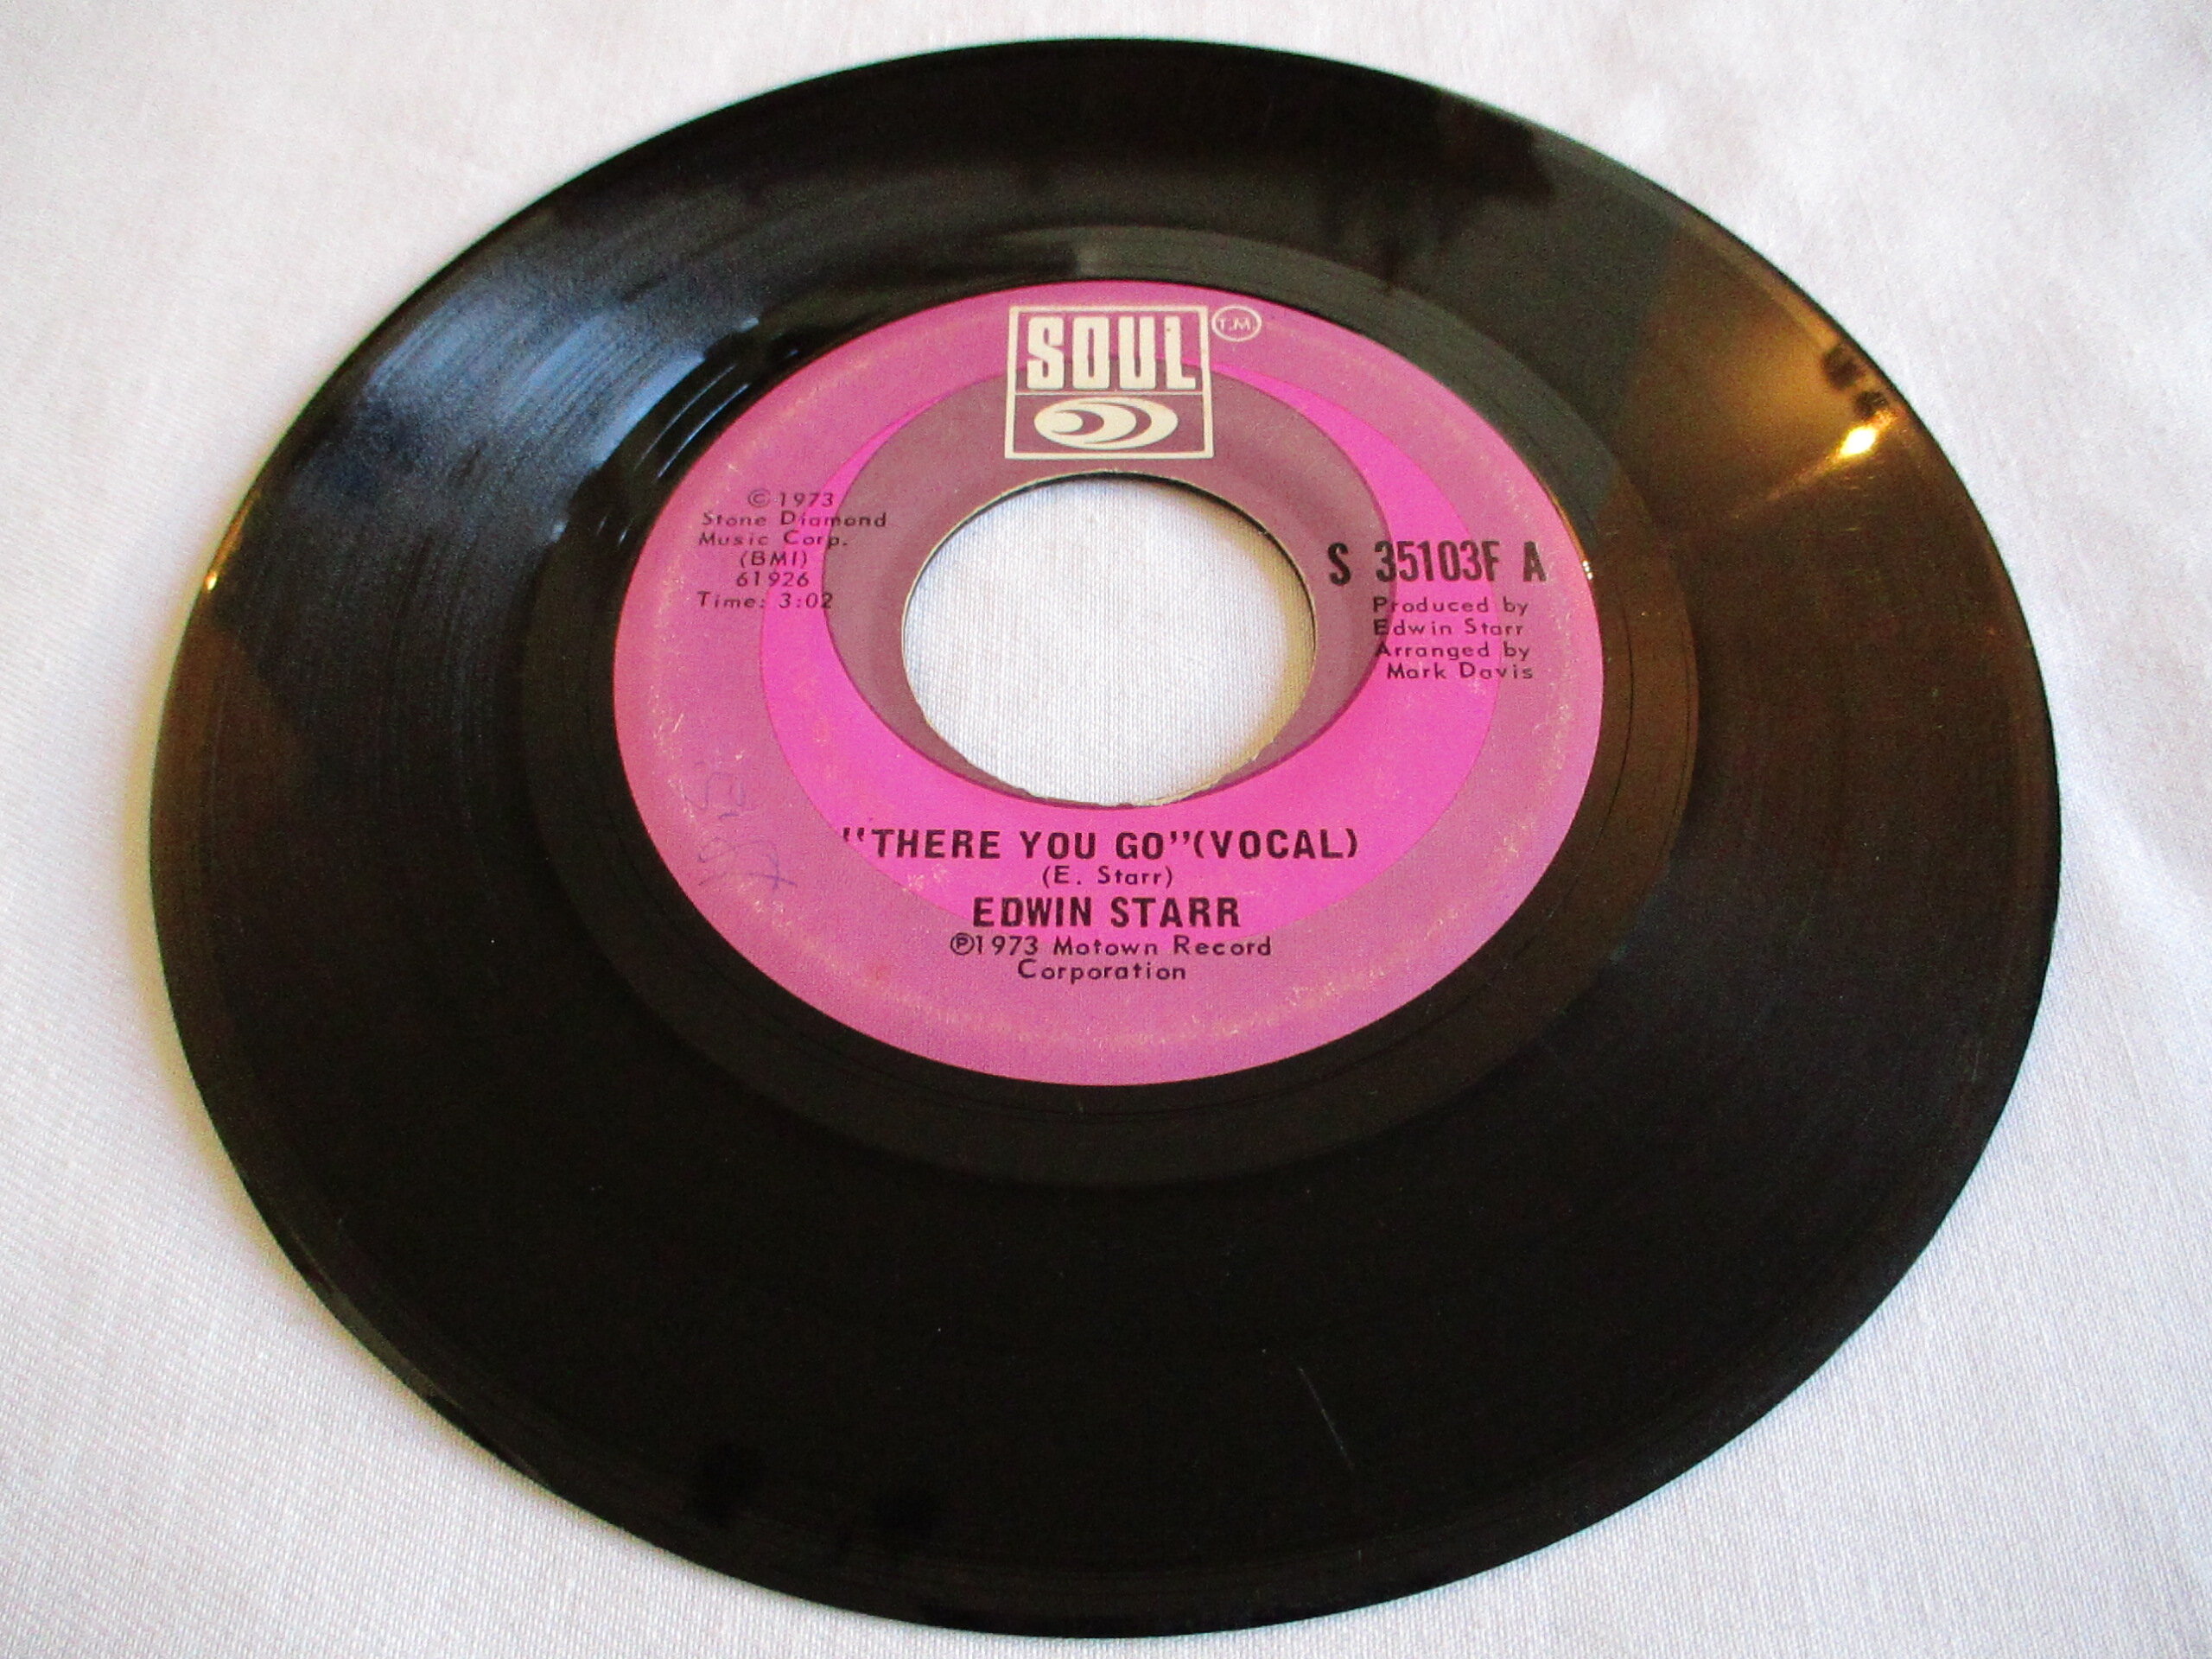 SOUL T.M.
© 1973
Stone Diamond
Music Corp.
(BMI)
61926
Time: 3:02
S 35103F A
Produced by
Edwin Starr
Arranged by
Mark Davis
"THERE YOU GO"(VOCAL)
(E. Starr)
EDWIN STARR
℗1973 Motown Record
Corporation